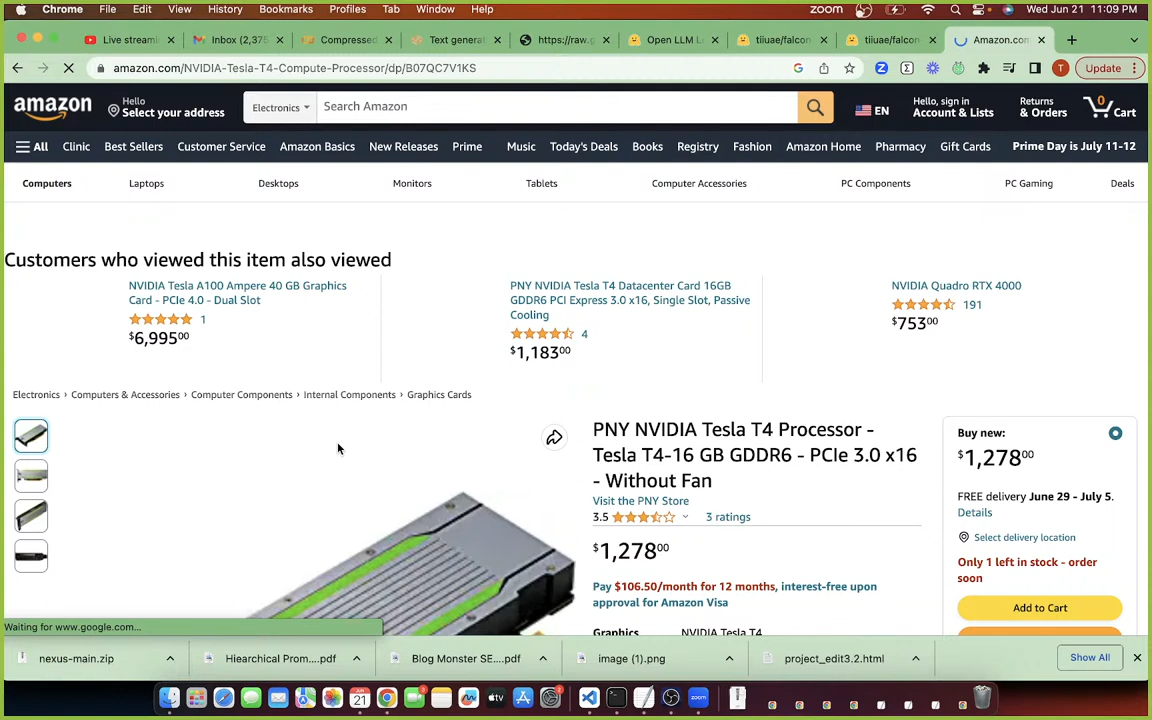 Chrome File Edit View History Bookmarks Profiles Tab Window Help zoom Wed Jun 21 11:09 PM
Live streami Inbox (2,375 Compressed Text generat https://raw.g Open LLM L tiiuae/falcor tiiuae/falcor Amazon.com
amazon.com/NVIDIA-Tesla-T4-Compute-Processor/dp/B07QC7V1KS
T Update
amazon
Hello
Select your address
Electronics Search Amazon
EN
Hello, sign in
Account & Lists
Returns
& Orders
0
Cart
All Clinic Best Sellers Customer Service Amazon Basics New Releases Prime Music Today's Deals Books Registry Fashion Amazon Home Pharmacy Gift Cards Prime Day is July 11-12
Computers Laptops Desktops Monitors Tablets Computer Accessories PC Components PC Gaming Deals
Customers who viewed this item also viewed
NVIDIA Tesla A100 Ampere 40 GB Graphics
Card - PCIe 4.0 - Dual Slot
1
$6,99500
PNY NVIDIA Tesla T4 Datacenter Card 16GB
GDDR6 PCI Express 3.0 x16, Single Slot, Passive
Cooling
4
$1,18300
NVIDIA Quadro RTX 4000
191
$75300
Electronics › Computers & Accessories › Computer Components › Internal Components › Graphics Cards
PNY NVIDIA Tesla T4 Processor -
Tesla T4-16 GB GDDR6 - PCIe 3.0 x16
- Without Fan
Visit the PNY Store
3.5 3 ratings
$1,27800
Pay $106.50/month for 12 months, interest-free upon
approval for Amazon Visa
Graphics NVIDIA Tesla T4
Buy new:
$1,27800
FREE delivery June 29 - July 5.
Details
Select delivery location
Only 1 left in stock - order
soon
Add to Cart
Waiting for www.google.com...
nexus-main.zip Hiearchical Prom....pdf Blog Monster SE....pdf image (1).png project_edit3.2.html Show All
JUN
21
3
tv
zoom